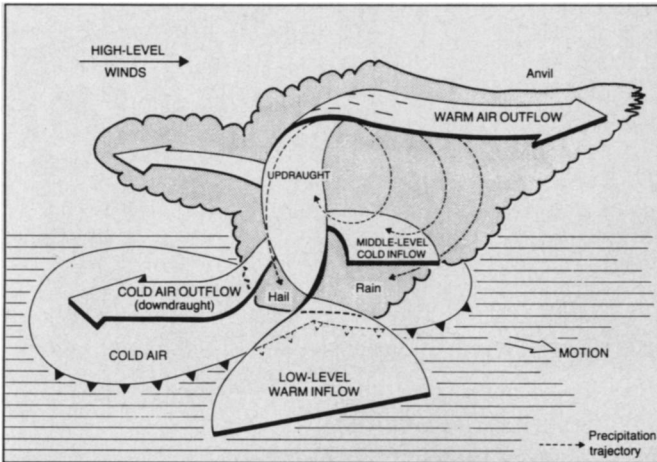 HIGH-LEVEL
WINDS
Anvil
WARM AIR OUTFLOW
UPDRAUGHT
MIDDLE-LEVEL
COLD INFLOW
COLD AIR OUTFLOW
(downdraught)
Hail
Rain
COLD AIR
MOTION
LOW-LEVEL
WARM INFLOW
Precipitation
trajectory